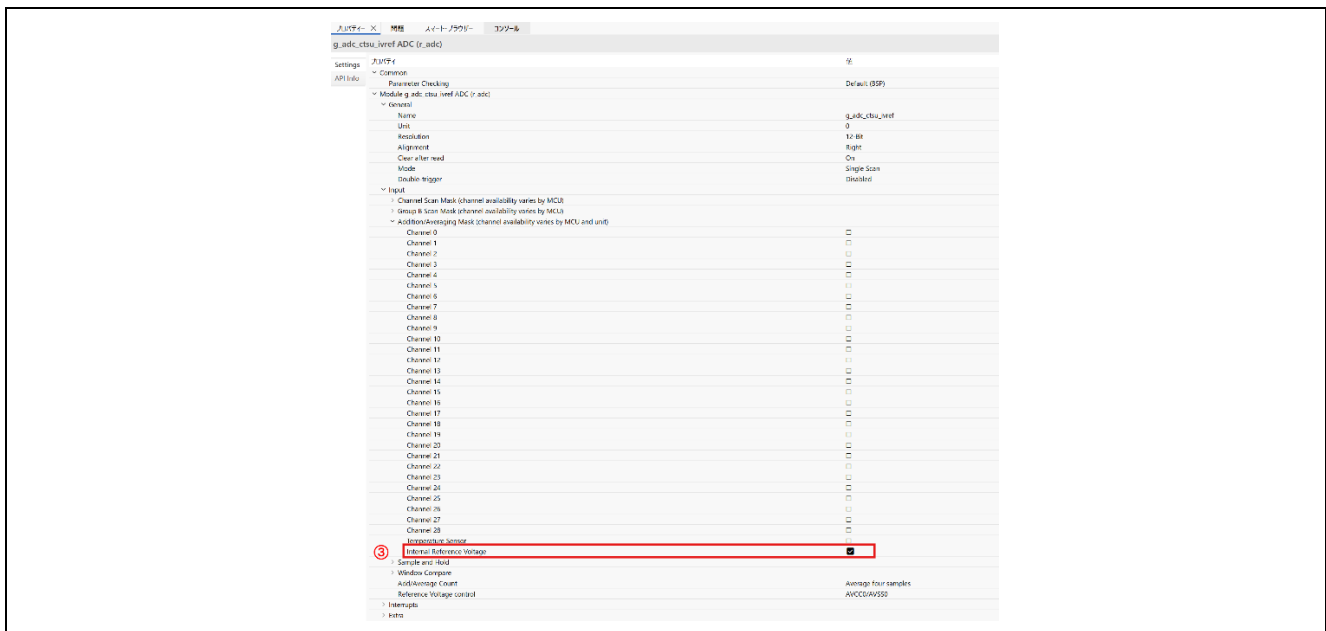 プロパティー × 問題 スマート・ブラウザー コンソール
g_adc_ctsu_ivref ADC (r_adc)
Settings
API Info
プロパティ 値
Common
Parameter Checking Default (BSP)
Module g_adc_ctsu_ivref ADC (r_adc)
General
Name g_adc_ctsu_ivref
Unit 0
Resolution 12-Bit
Alignment Right
Clear after read On
Mode Single Scan
Double-trigger Disabled
Input
Channel Scan Mask (channel availability varies by MCU)
Group B Scan Mask (channel availability varies by MCU)
Addition/Averaging Mask (channel availability varies by MCU and unit)
Channel 0
Channel 1
Channel 2
Channel 3
Channel 4
Channel 5
Channel 6
Channel 7
Channel 8
Channel 9
Channel 10
Channel 11
Channel 12
Channel 13
Channel 14
Channel 15
Channel 16
Channel 17
Channel 18
Channel 19
Channel 20
Channel 21
Channel 22
Channel 23
Channel 24
Channel 25
Channel 26
Channel 27
Channel 28
Temperature Sensor
③ Internal Reference Voltage
Sample and Hold
Window Compare
Add/Average Count Average four samples
Reference Voltage control AVCC0/AVSS0
Interrupts
Extra